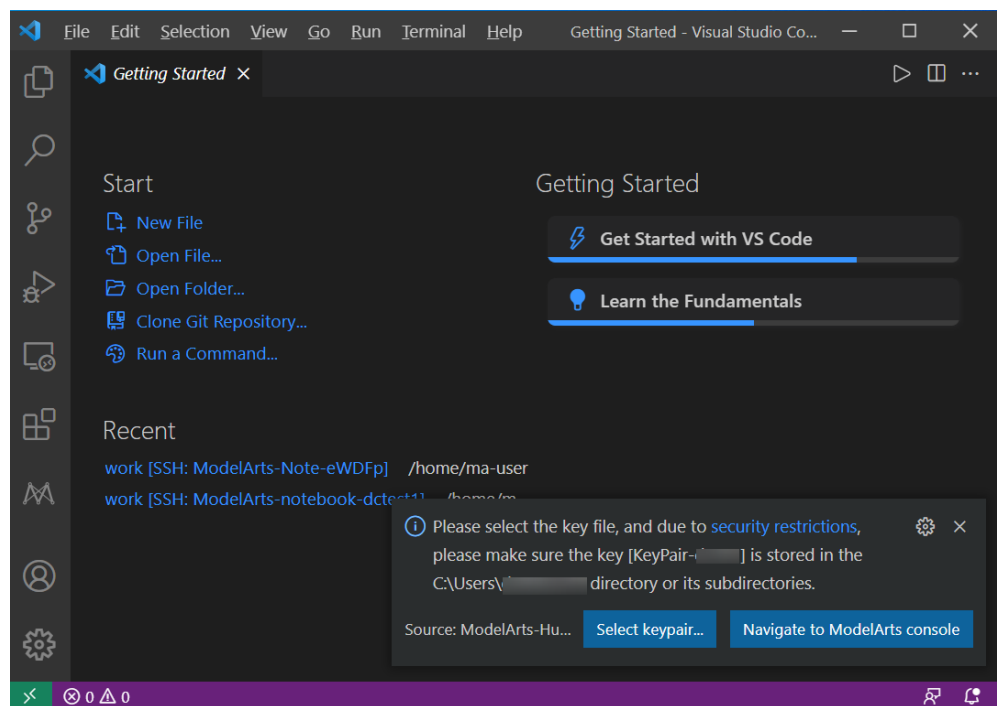 File Edit Selection View Go Run Terminal Help Getting Started - Visual Studio Co...
Getting Started
Start
New File
Open File...
Open Folder...
Clone Git Repository...
Run a Command...
Getting Started
Get Started with VS Code
Learn the Fundamentals
Recent
work [SSH: ModelArts-Note-eWDFp] /home/ma-user
work [SSH: ModelArts-notebook-dctest1] /home/m
Please select the key file, and due to security restrictions,
please make sure the key [KeyPair- ] is stored in the
C:\Users\ directory or its subdirectories.
Source: ModelArts-Hu... Select keypair... Navigate to ModelArts console
0 0